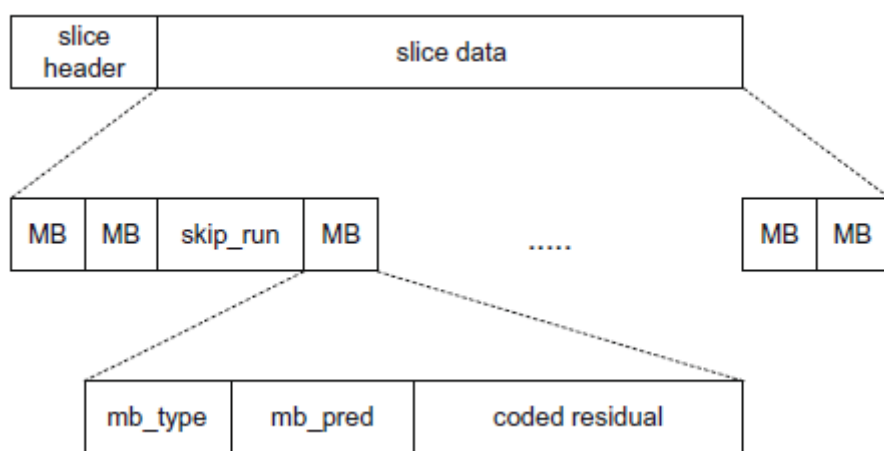 slice
header
slice data
MB MB skip_run MB ..... MB MB
mb_type mb_pred coded residual